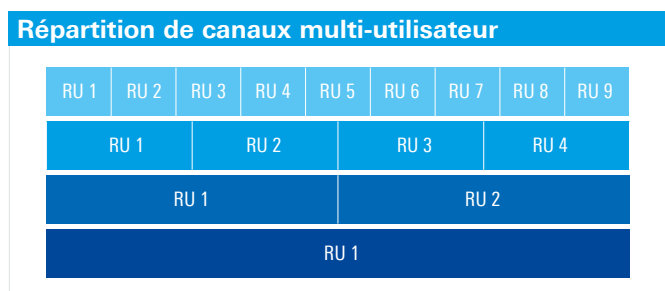 Répartition de canaux multi-utilisateur
RU 1 RU 2 RU 3 RU 4 RU 5 RU 6 RU 7 RU 8 RU 9
RU 1 RU 2 RU 3 RU 4
RU 1 RU 2
RU 1